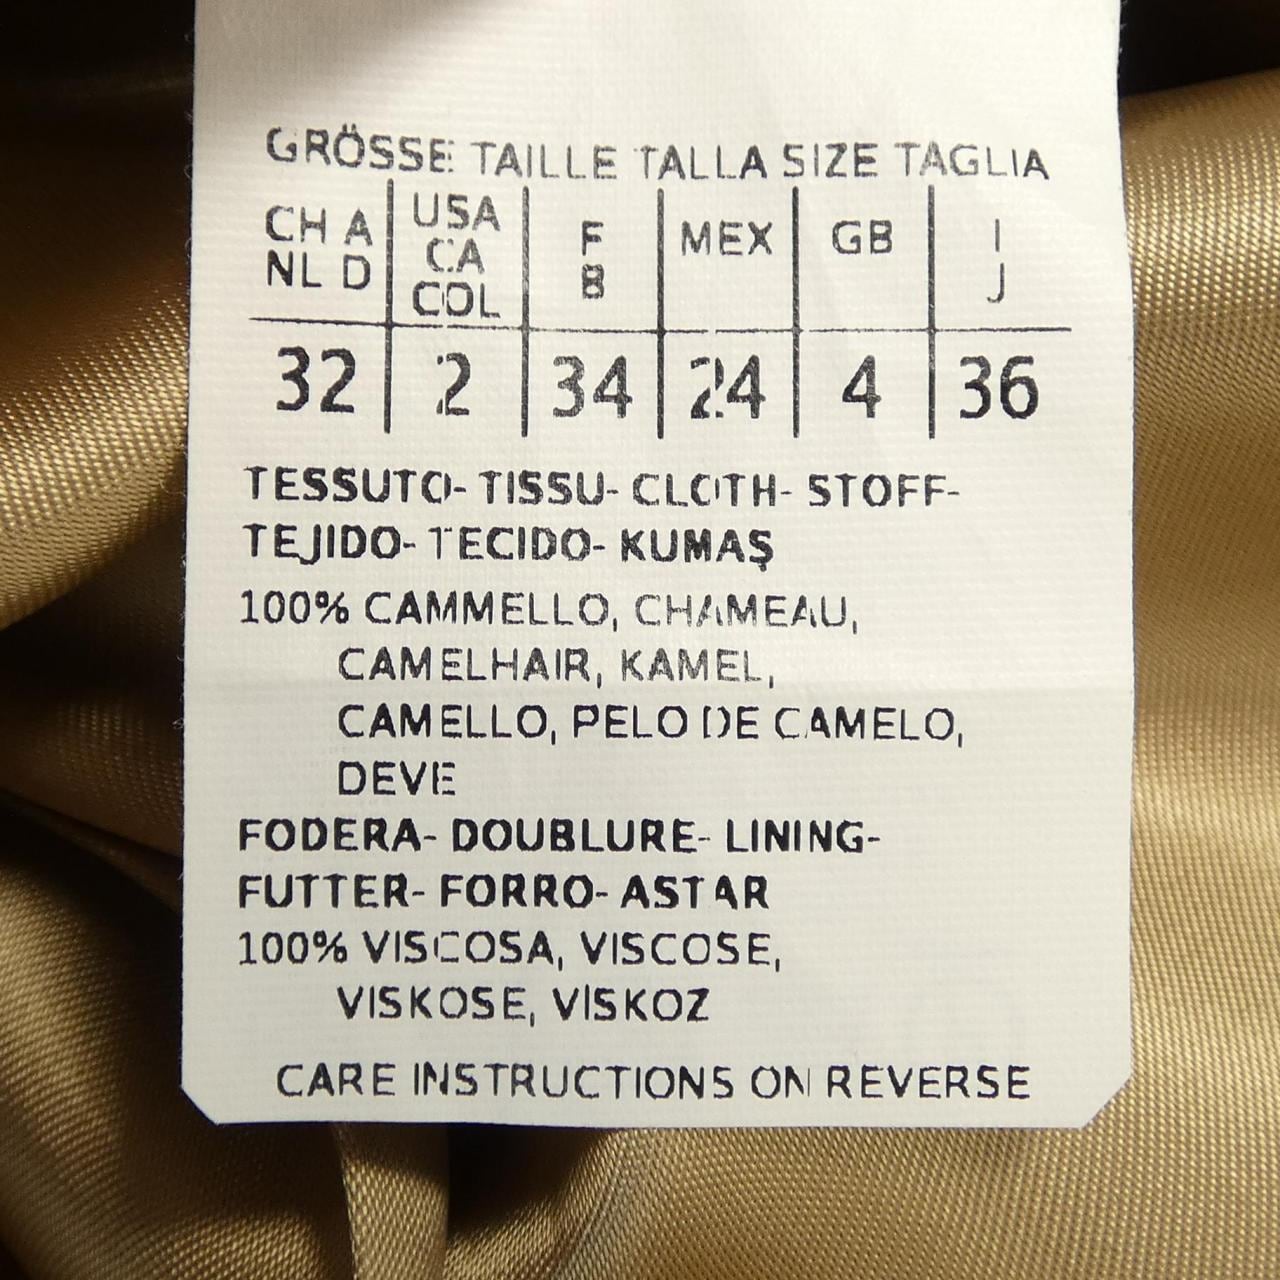 GRÖSSE TAILLE TALLA SIZE TAGLIA
CH A USA F MEX GB I
NL D CA B J
COL
32 2 34 24 4 36
TESSUTO- TISSU- CLOTH- STOFF-
TEJIDO- TECIDO- KUMAŞ
100% CAMMELLO, CHAMEAU,
CAMELHAIR, KAMEL,
CAMELLO, PELO DE CAMELO,
DEVE
FODERA- DOUBLURE- LINING-
FUTTER- FORRO- ASTAR
100% VISCOSA, VISCOSE,
VISKOSE, VİSKOZ
CARE INSTRUCTIONS ON REVERSE